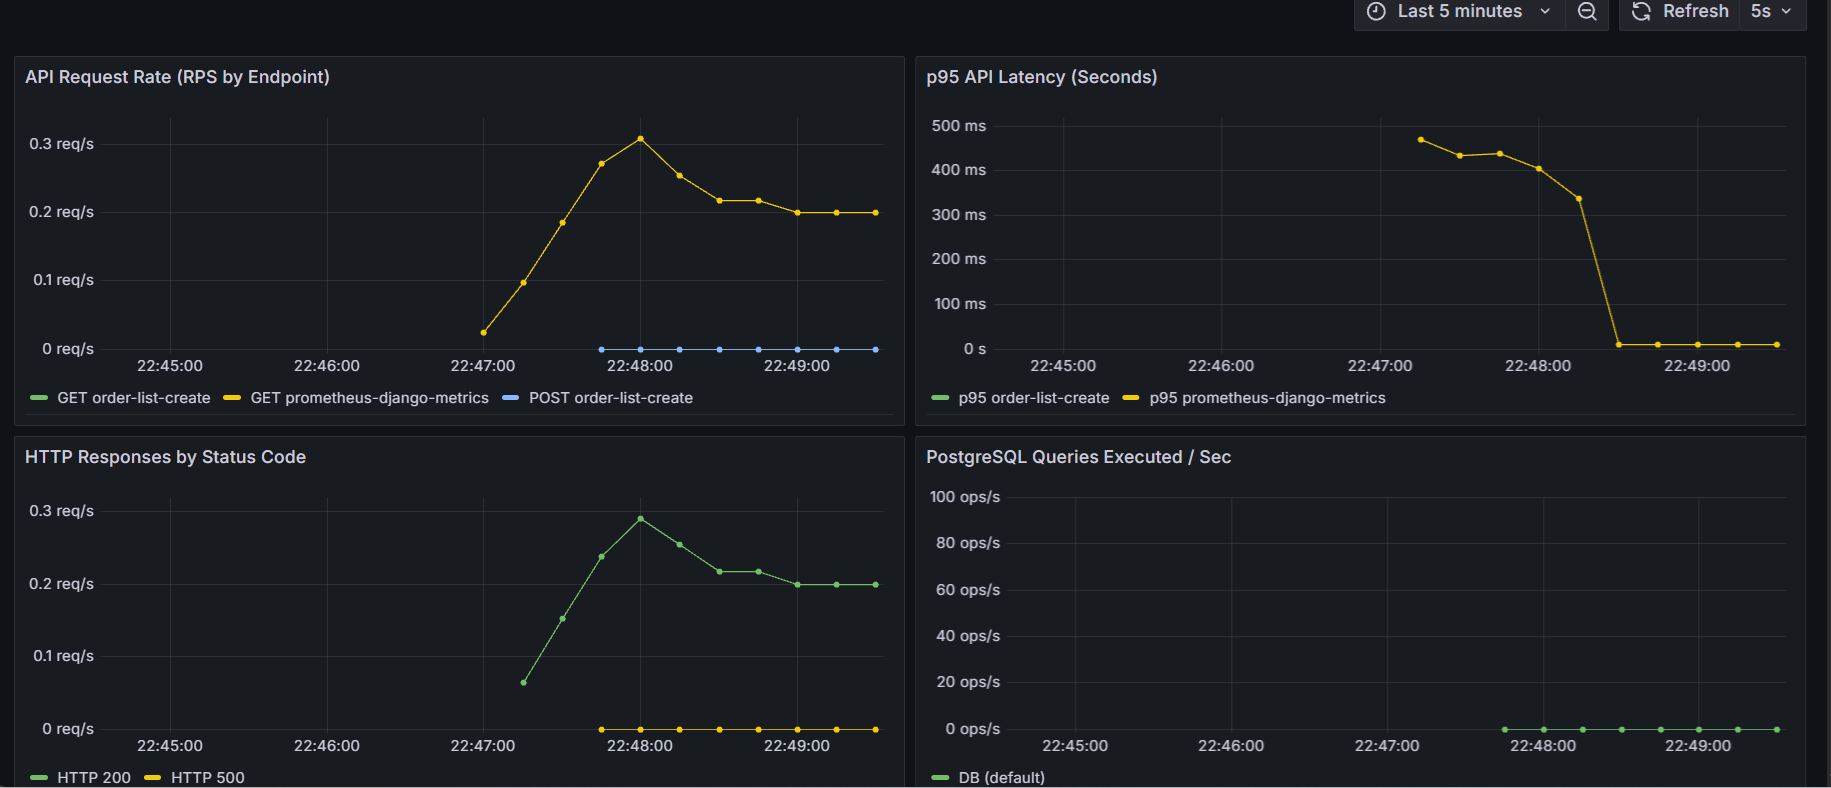 Last 5 minutes Refresh 5s
API Request Rate (RPS by Endpoint)
0.3 req/s
0.2 req/s
0.1 req/s
0 req/s
22:45:00 22:46:00 22:47:00 22:48:00 22:49:00
GET order-list-create GET prometheus-django-metrics POST order-list-create
p95 API Latency (Seconds)
500 ms
400 ms
300 ms
200 ms
100 ms
0 s
22:45:00 22:46:00 22:47:00 22:48:00 22:49:00
p95 order-list-create p95 prometheus-django-metrics
HTTP Responses by Status Code
0.3 req/s
0.2 req/s
0.1 req/s
0 req/s
22:45:00 22:46:00 22:47:00 22:48:00 22:49:00
HTTP 200 HTTP 500
PostgreSQL Queries Executed / Sec
100 ops/s
80 ops/s
60 ops/s
40 ops/s
20 ops/s
0 ops/s
22:45:00 22:46:00 22:47:00 22:48:00 22:49:00
DB (default)